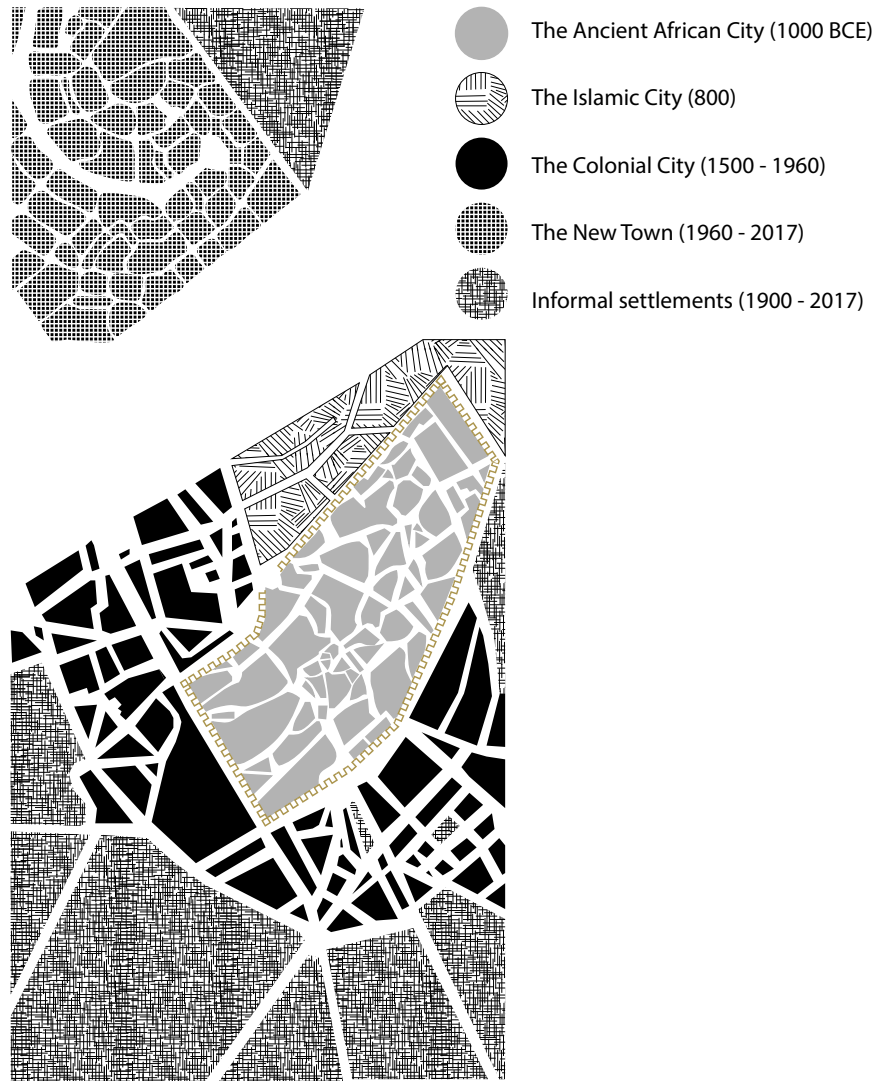 The Ancient African City (1000 BCE)
The Islamic City (800)
The Colonial City (1500 - 1960)
The New Town (1960 - 2017)
Informal settlements (1900 - 2017)